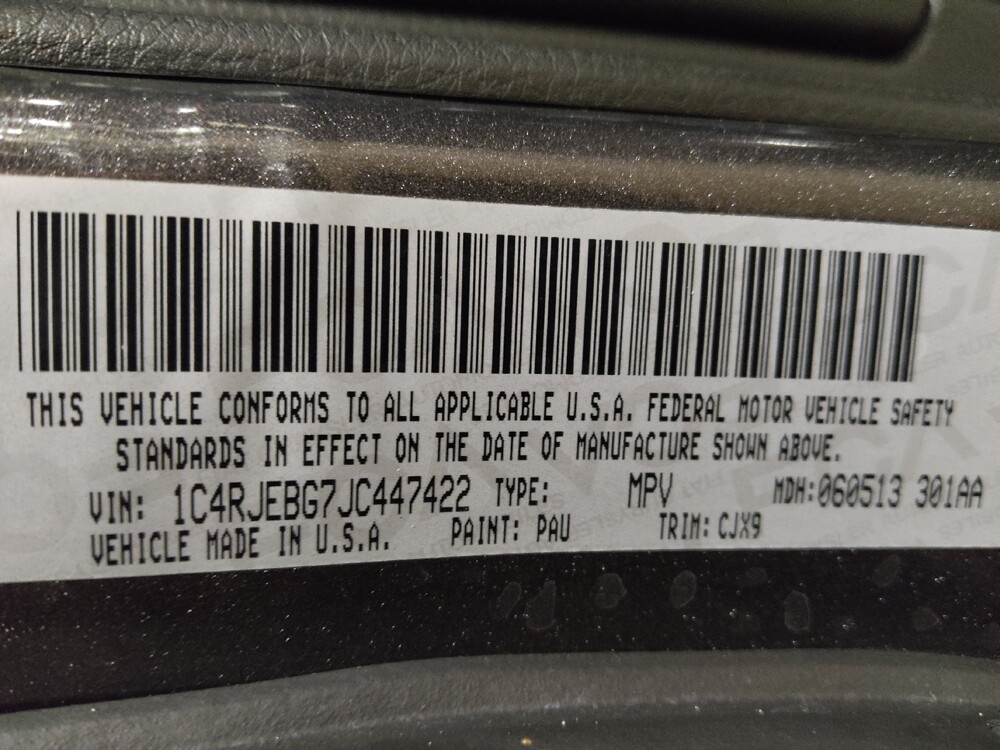 THIS VEHICLE CONFORMS TO ALL APPLICABLE U.S.A. FEDERAL MOTOR VEHICLE SAFETY
STANDARDS IN EFFECT ON THE DATE OF MANUFACTURE SHOWN ABOVE.
VIN: 1C4RJEBG7JC447422 TYPE: MPV MDH:060513 301AA
VEHICLE MADE IN U.S.A. PAINT: PAU TRIM: CJX9